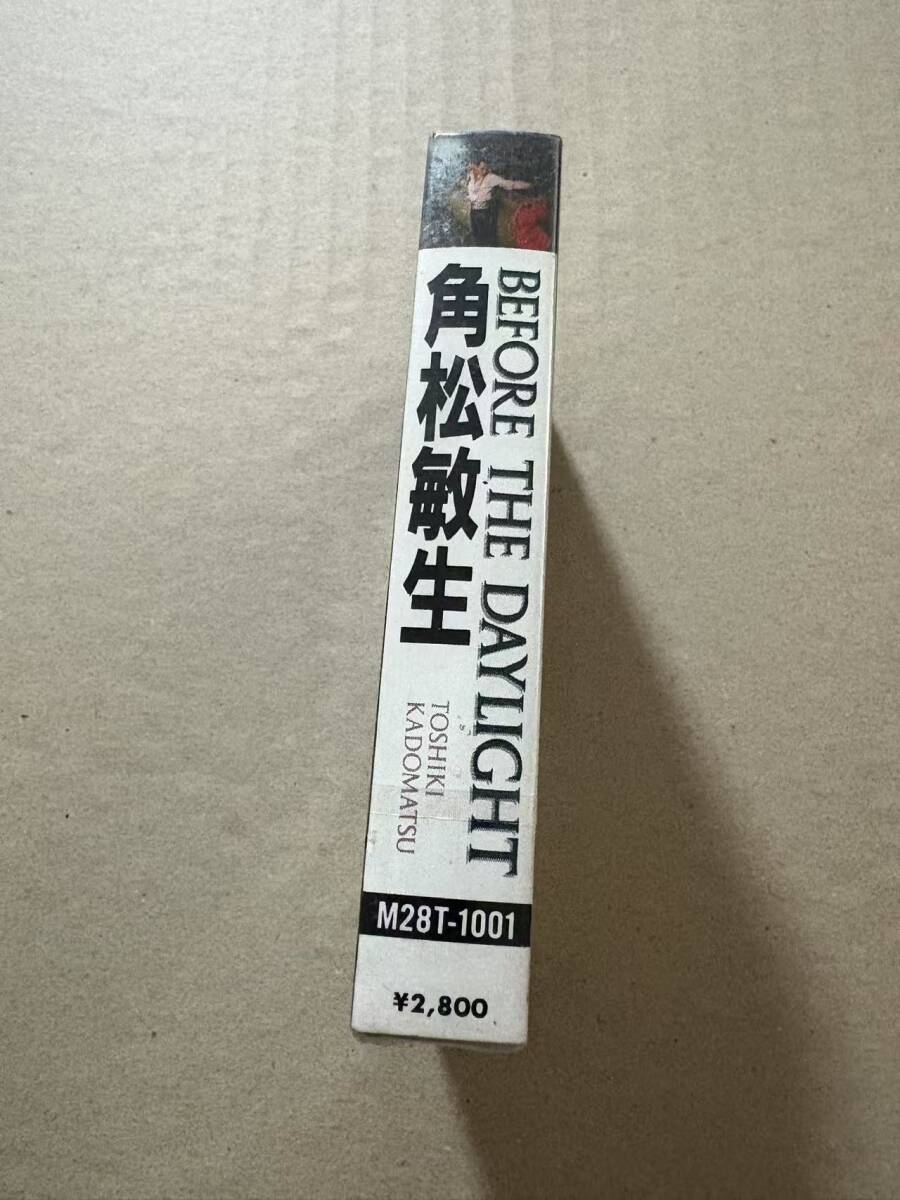 BEFORE THE DAYLIGHT
角松敏生
TOSHIKI
KADOMATSU
M28T-1001
¥2,800